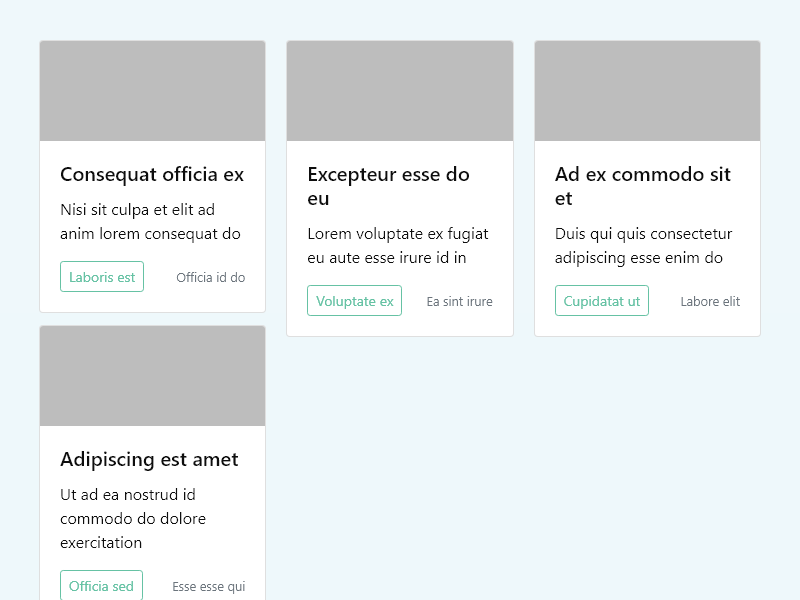 Consequat officia ex
Nisi sit culpa et elit ad
anim lorem consequat do
Laboris est
Officia id do
Excepteur esse do
eu
Lorem voluptate ex fugiat
eu aute esse irure id in
Voluptate ex
Ea sint irure
Ad ex commodo sit
et
Duis qui quis consectetur
adipiscing esse enim do
Cupidatat ut
Labore elit
Adipiscing est amet
Ut ad ea nostrud id
commodo do dolore
exercitation
Officia sed
Esse esse qui